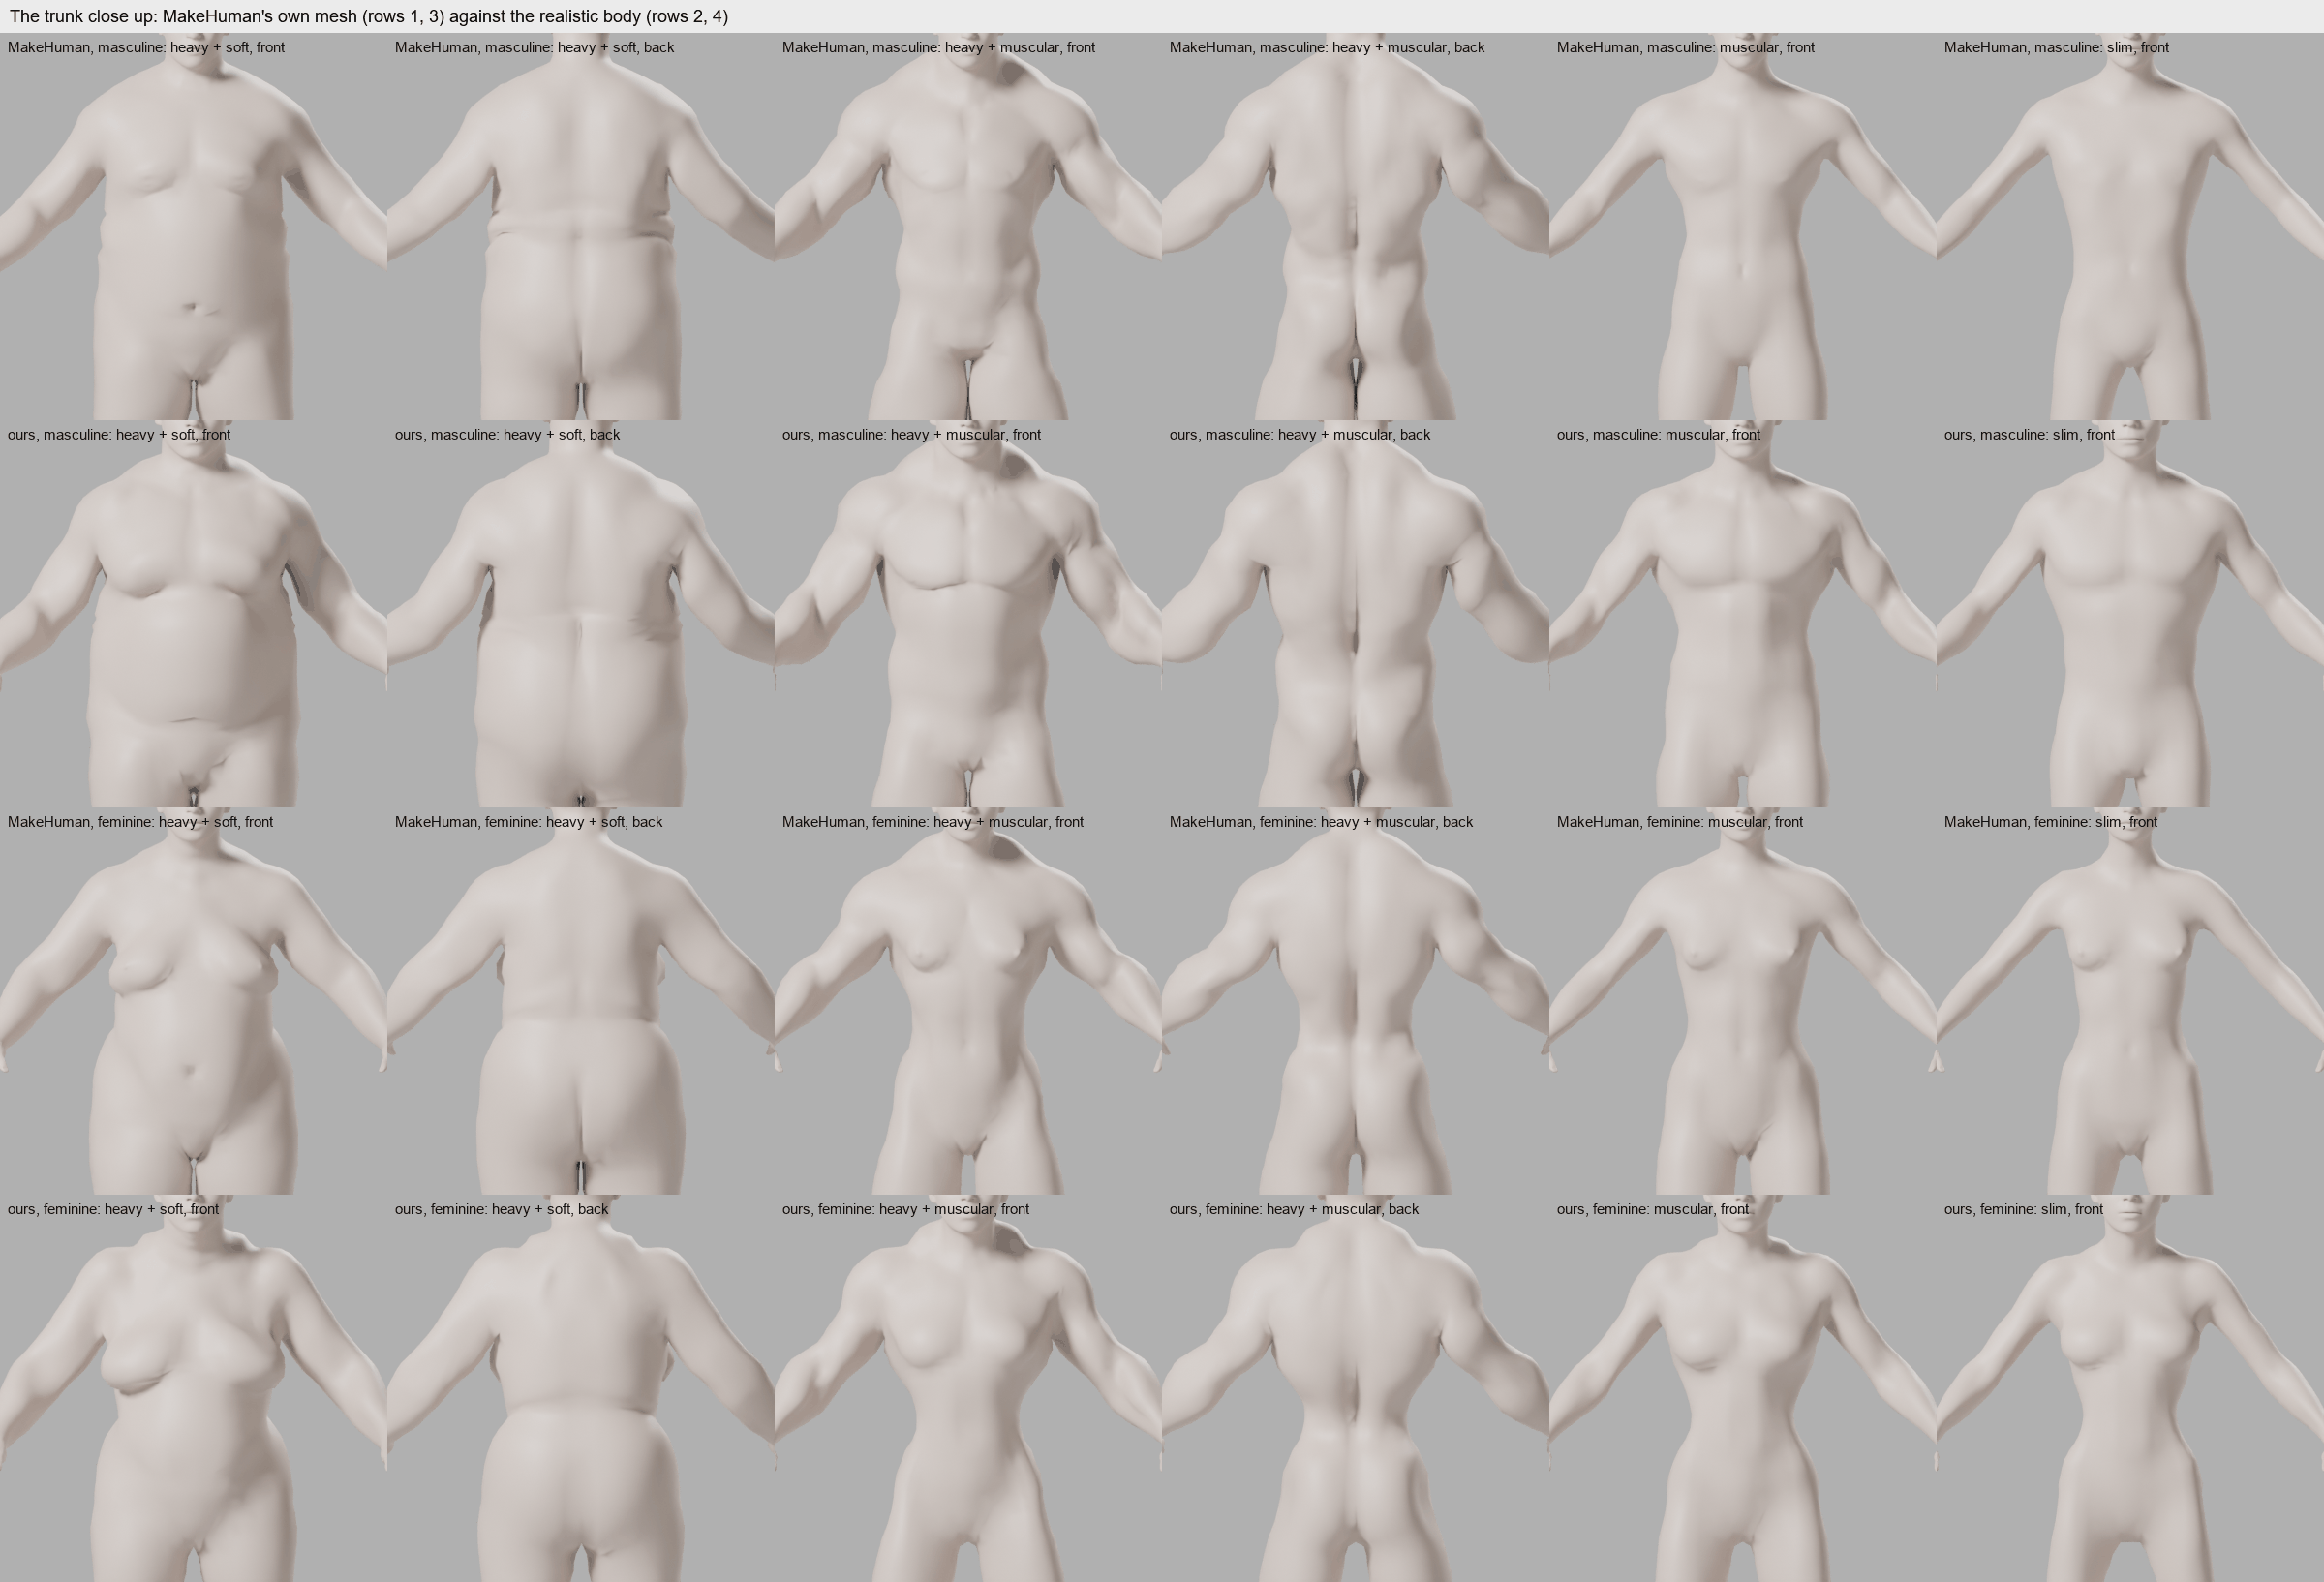 The trunk close up: MakeHuman's own mesh (rows 1, 3) against the realistic body (rows 2, 4)
MakeHuman, masculine: heavy + soft, front
MakeHuman, masculine: heavy + soft, back
MakeHuman, masculine: heavy + muscular, front
MakeHuman, masculine: heavy + muscular, back
MakeHuman, masculine: muscular, front
MakeHuman, masculine: slim, front
ours, masculine: heavy + soft, front
ours, masculine: heavy + soft, back
ours, masculine: heavy + muscular, front
ours, masculine: heavy + muscular, back
ours, masculine: muscular, front
ours, masculine: slim, front
MakeHuman, feminine: heavy + soft, front
MakeHuman, feminine: heavy + soft, back
MakeHuman, feminine: heavy + muscular, front
MakeHuman, feminine: heavy + muscular, back
MakeHuman, feminine: muscular, front
MakeHuman, feminine: slim, front
ours, feminine: heavy + soft, front
ours, feminine: heavy + soft, back
ours, feminine: heavy + muscular, front
ours, feminine: heavy + muscular, back
ours, feminine: muscular, front
ours, feminine: slim, front